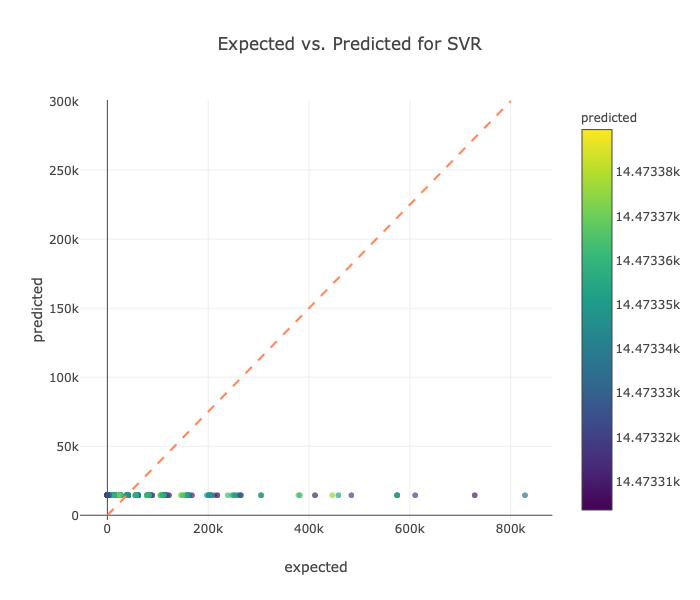 Expected vs. Predicted for SVR
predicted
300k
250k
200k
150k
100k
50k
0
0
200k
400k
600k
800k
expected
predicted
14.47338k
14.47337k
14.47336k
14.47335k
14.47334k
14.47333k
14.47332k
14.47331k